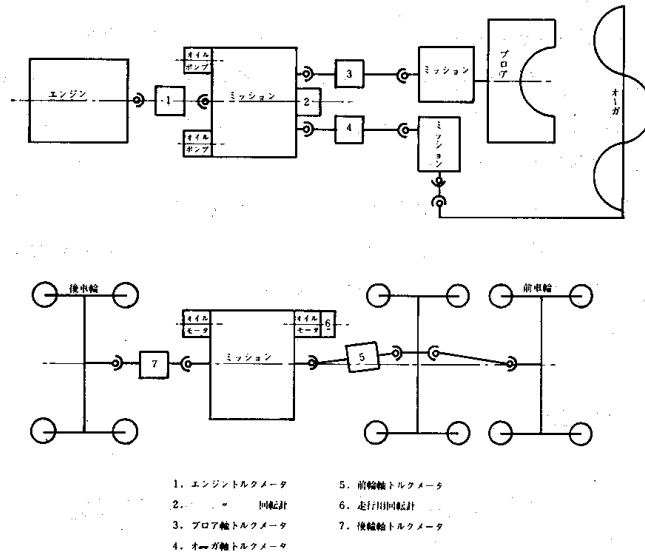 エンジン
1
オイル
ポンプ
ミッション
2
オイル
ポンプ
3
4
ミッション
ミッション
ブロア
オーガ
後車輪
7
オイル
モータ
ミッション
オイル
モータ
6
5
前車輪
1. エンジントルクメータ
2. 〃 回転計
3. ブロア軸トルクメータ
4. オーガ軸トルクメータ
5. 前輪軸トルクメータ
6. 走行用回転計
7. 後輪軸トルクメータ